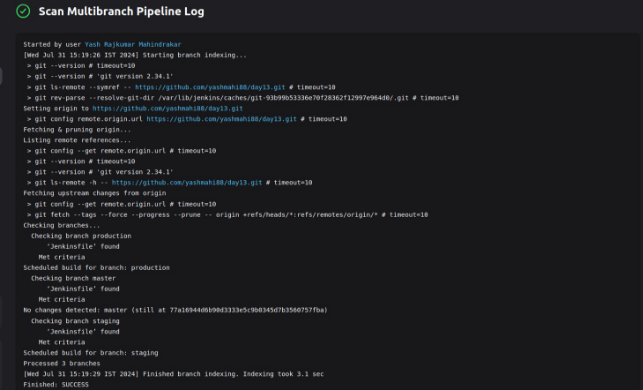 Scan Multibranch Pipeline Log
Started by user Yash Rajkumar Mahindrakar
[Wed Jul 31 15:19:26 IST 2024] Starting branch indexing...
> git --version # timeout=10
> git --version # 'git version 2.34.1'
> git ls-remote --symref -- https://github.com/yashmahi88/day13.git # timeout=10
> git rev-parse --resolve-git-dir /var/lib/jenkins/caches/git-93b99b53336e70f28362f12997e964d0/.git # timeout=10
Setting origin to https://github.com/yashmahi88/day13.git
> git config remote.origin.url https://github.com/yashmahi88/day13.git # timeout=10
Fetching & pruning origin...
Listing remote references...
> git config --get remote.origin.url # timeout=10
> git --version # timeout=10
> git --version # 'git version 2.34.1'
> git ls-remote -h -- https://github.com/yashmahi88/day13.git # timeout=10
Fetching upstream changes from origin
> git config --get remote.origin.url # timeout=10
> git fetch --tags --force --progress --prune -- origin +refs/heads/*:refs/remotes/origin/* # timeout=10
Checking branches...
Checking branch production
'Jenkinsfile' found
Met criteria
Scheduled build for branch: production
Checking branch master
'Jenkinsfile' found
Met criteria
No changes detected: master (still at 77a16944d6b90d3333e5c9b8345d7b3560757fba)
Checking branch staging
'Jenkinsfile' found
Met criteria
Scheduled build for branch: staging
Processed 3 branches
[Wed Jul 31 15:19:29 IST 2024] Finished branch indexing. Indexing took 3.1 sec
Finished: SUCCESS